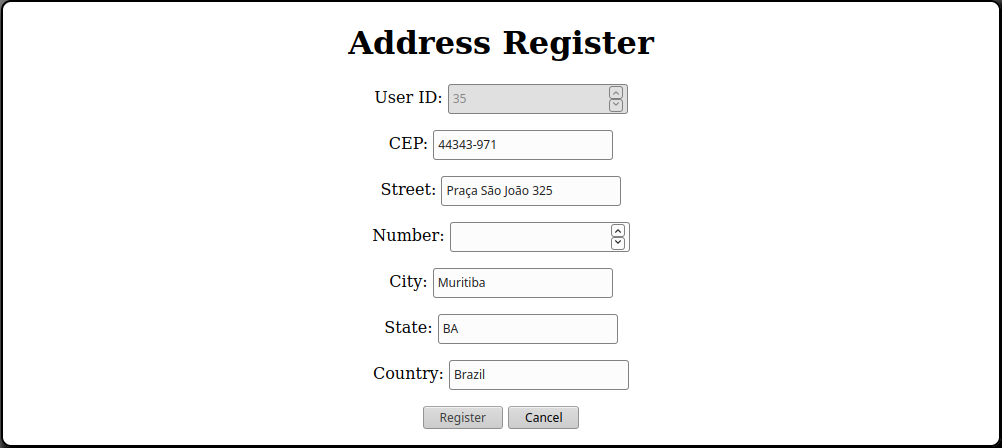 Address Register
User ID: 35
CEP: 44343-971
Street: Praça São João 325
Number:
City: Muritiba
State: BA
Country: Brazil
Register Cancel